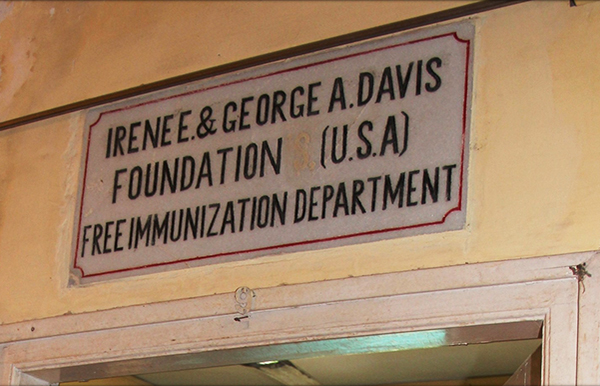 IRENE E. & GEORGE A. DAVIS
FOUNDATION (U.S.A)
FREE IMMUNIZATION DEPARTMENT